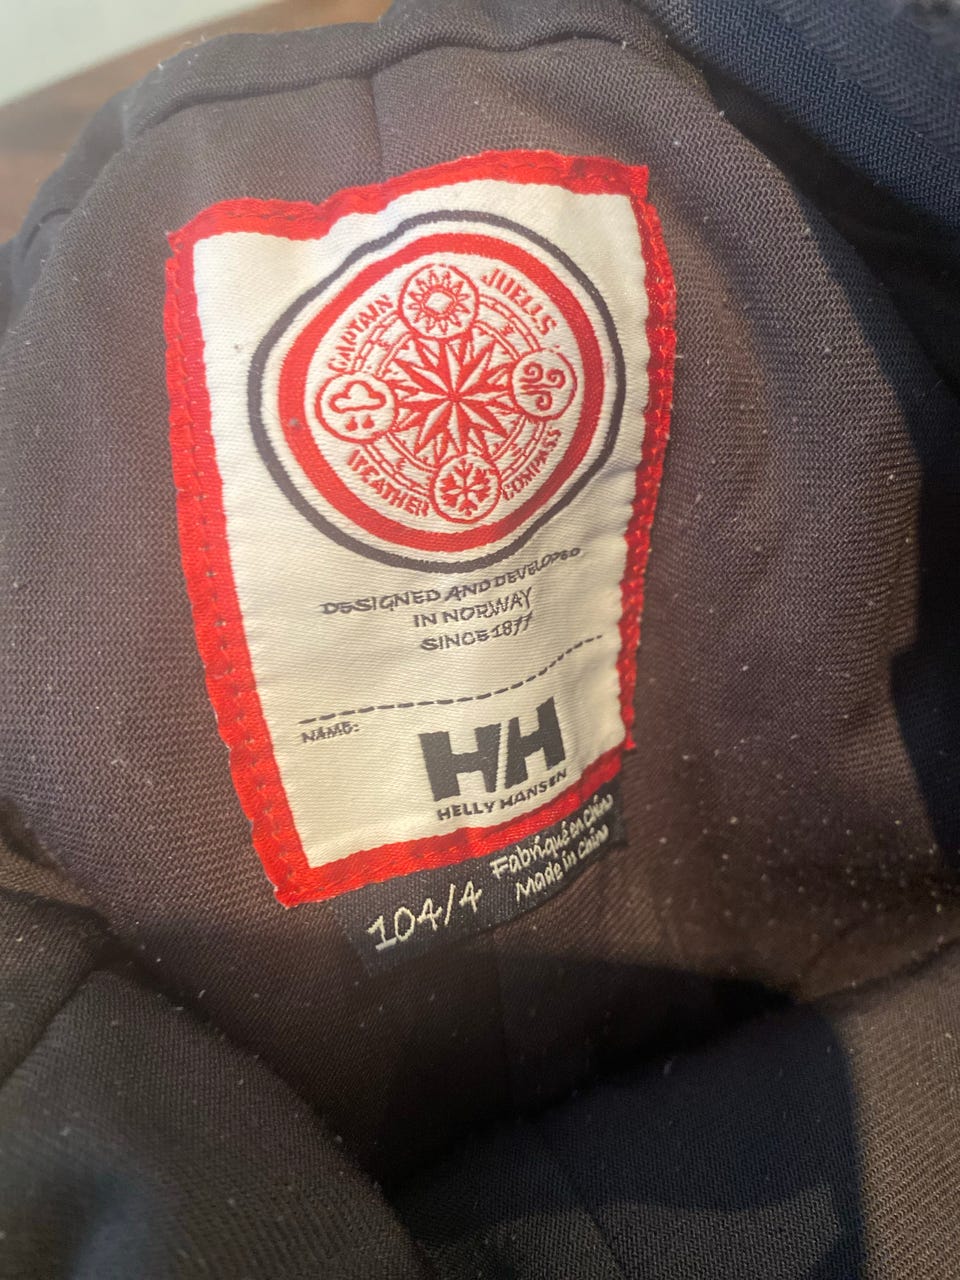 CAPTAIN JUELLS
WEATHER COMPASS
DESIGNED AND DEVELOPED
IN NORWAY
SINCE 1877
NAME:
HH
HELLY HANSEN
104/4
Fabriqué en Chine
Made in China